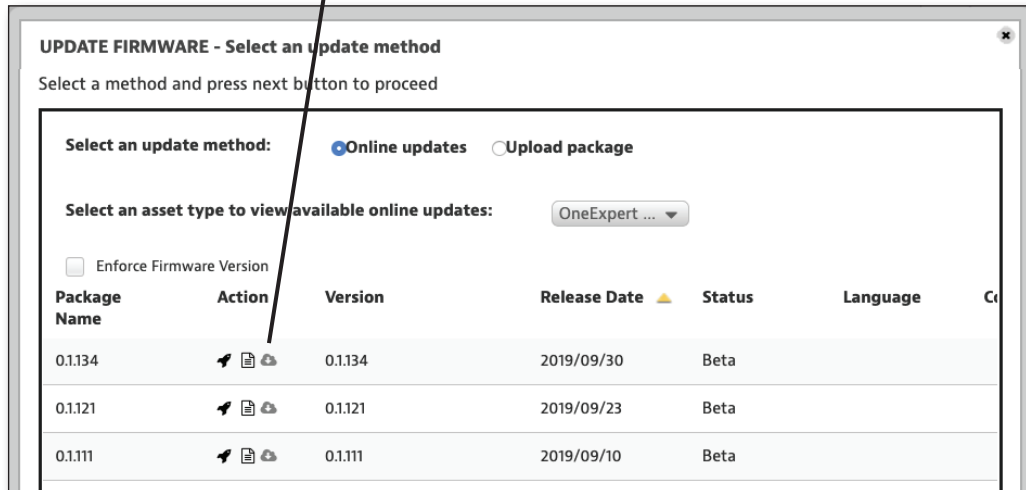 UPDATE FIRMWARE - Select an update method
Select a method and press next button to proceed
Select an update method: Online updates Upload package
Select an asset type to view available online updates: OneExpert ...
Enforce Firmware Version
Package Name Action Version Release Date Status Language Co
0.1.134 0.1.134 2019/09/30 Beta
0.1.121 0.1.121 2019/09/23 Beta
0.1.111 0.1.111 2019/09/10 Beta